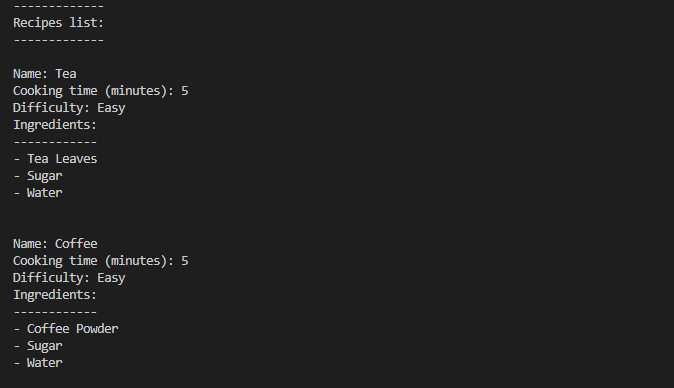 -------------
Recipes list:
-------------
Name: Tea
Cooking time (minutes): 5
Difficulty: Easy
Ingredients:
------------
- Tea Leaves
- Sugar
- Water
Name: Coffee
Cooking time (minutes): 5
Difficulty: Easy
Ingredients:
------------
- Coffee Powder
- Sugar
- Water